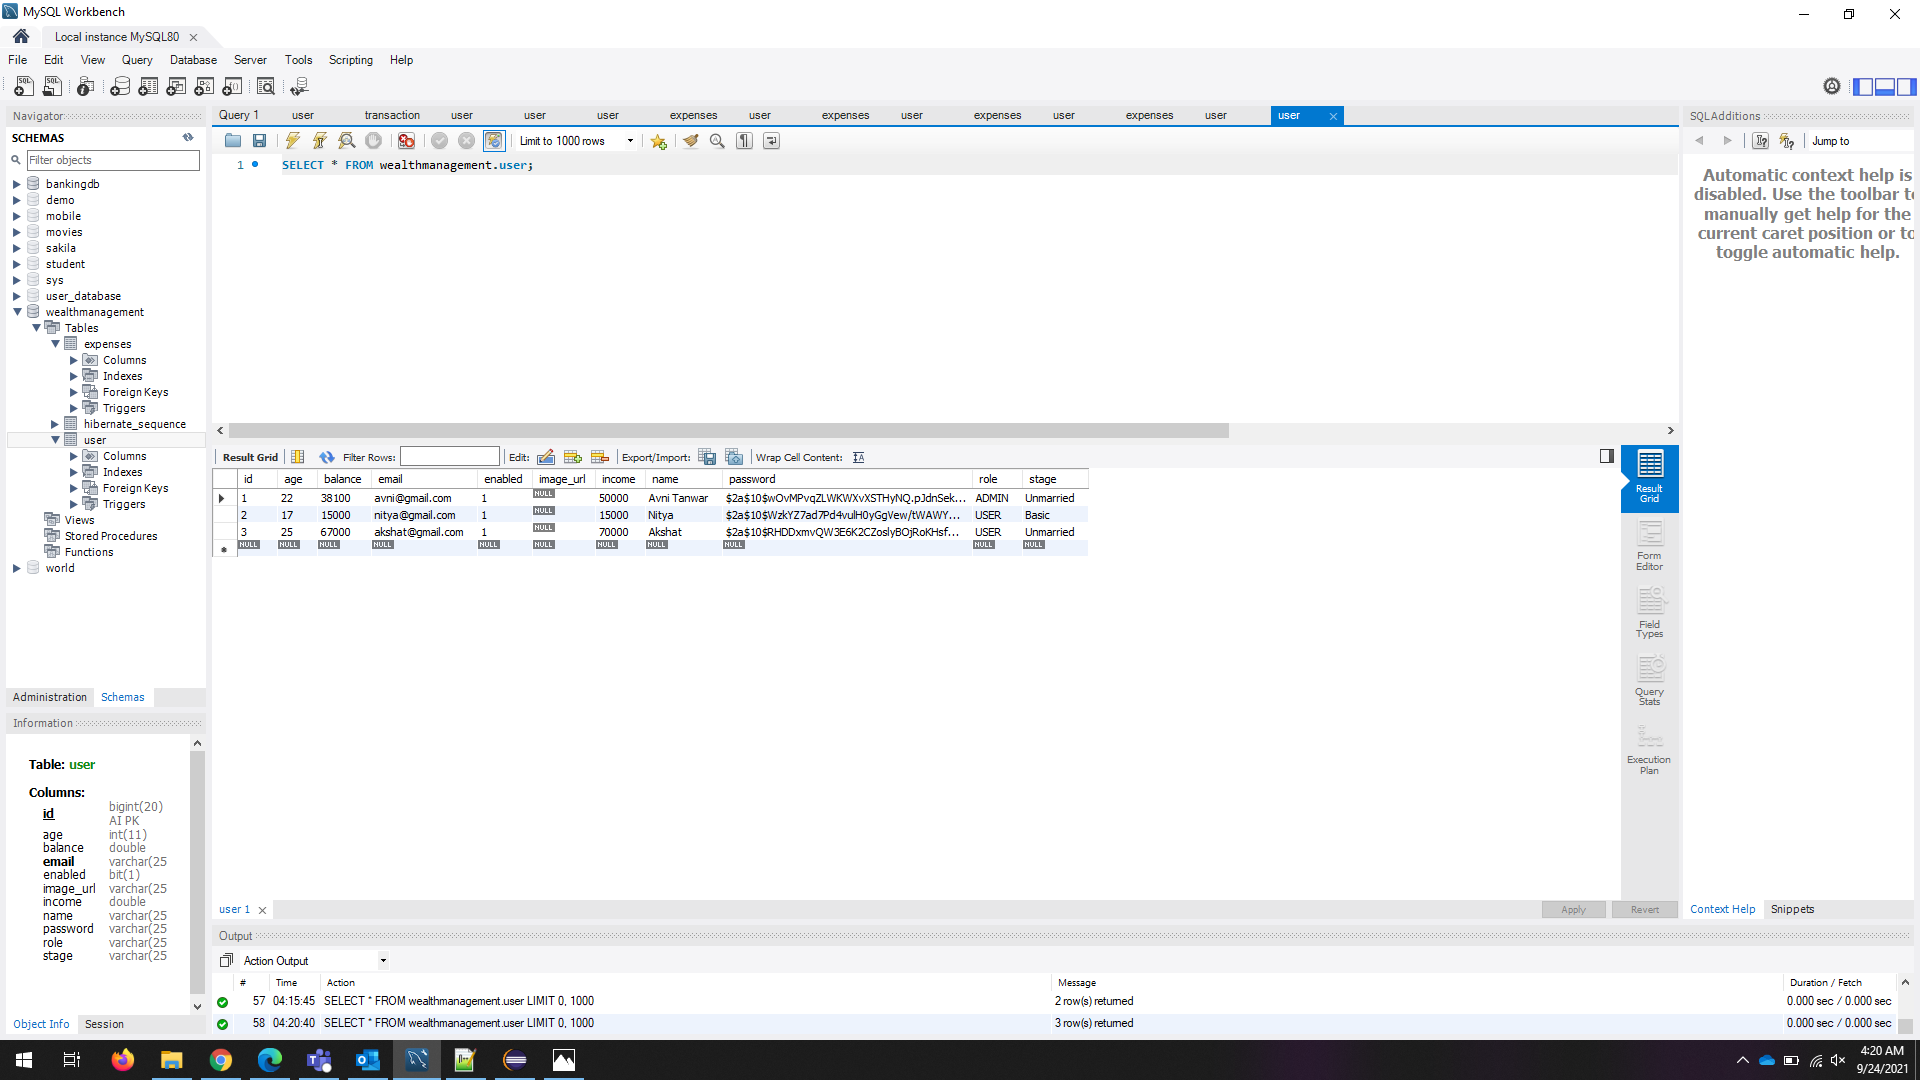 MySQL Workbench
Local instance MySQL80
File Edit View Query Database Server Tools Scripting Help
Navigator
SCHEMAS
Filter objects
bankingdb
demo
mobile
movies
sakila
student
sys
user_database
wealthmanagement
Tables
expenses
Columns
Indexes
Foreign Keys
Triggers
hibernate_sequence
user
Columns
Indexes
Foreign Keys
Triggers
Views
Stored Procedures
Functions
world
Administration Schemas
Information
Table: user
Columns:
id bigint(20) AI PK
age int(11)
balance double
email varchar(25
enabled bit(1)
image_url varchar(25
income double
name varchar(25
password varchar(25
role varchar(25
stage varchar(25
Object Info Session
Query 1 user transaction user user user expenses user expenses user expenses user expenses user user
Limit to 1000 rows
1 SELECT * FROM wealthmanagement.user;
Result Grid Filter Rows: Edit: Export/Import: Wrap Cell Content:
id age balance email enabled image_url income name password role stage
1 22 38100 avni@gmail.com 1 NULL 50000 Avni Tanwar $2a$10$wOvMPvqZLWKWXvXSTHyNQ.pJdnSek... ADMIN Unmarried
2 17 15000 nitya@gmail.com 1 NULL 15000 Nitya $2a$10$WzkYZ7ad7Pd4vulH0yGgVew/tWAWY... USER Basic
3 25 67000 akshat@gmail.com 1 NULL 70000 Akshat $2a$10$RHDDxmvQW3E6K2CZoslyBOJRoKHsf... USER Unmarried
NULL NULL NULL NULL NULL NULL NULL NULL NULL NULL NULL
Result Grid
Form Editor
Field Types
Query Stats
Execution Plan
user 1
Apply Revert
SQLAdditions
Jump to
Automatic context help is
disabled. Use the toolbar to
manually get help for the
current caret position or to
toggle automatic help.
Context Help Snippets
Output
Action Output
# Time Action Message Duration / Fetch
57 04:15:45 SELECT * FROM wealthmanagement.user LIMIT 0, 1000 2 row(s) returned 0.000 sec / 0.000 sec
58 04:20:40 SELECT * FROM wealthmanagement.user LIMIT 0, 1000 3 row(s) returned 0.000 sec / 0.000 sec
4:20 AM
9/24/2021